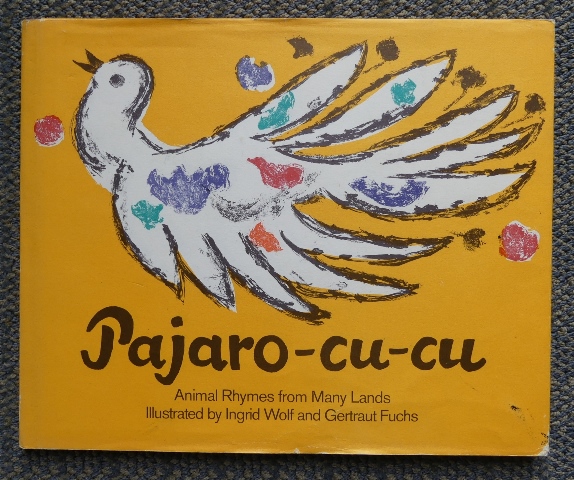 Pajaro-cu-cu
Animal Rhymes from Many Lands
Illustrated by Ingrid Wolf and Gertraut Fuchs